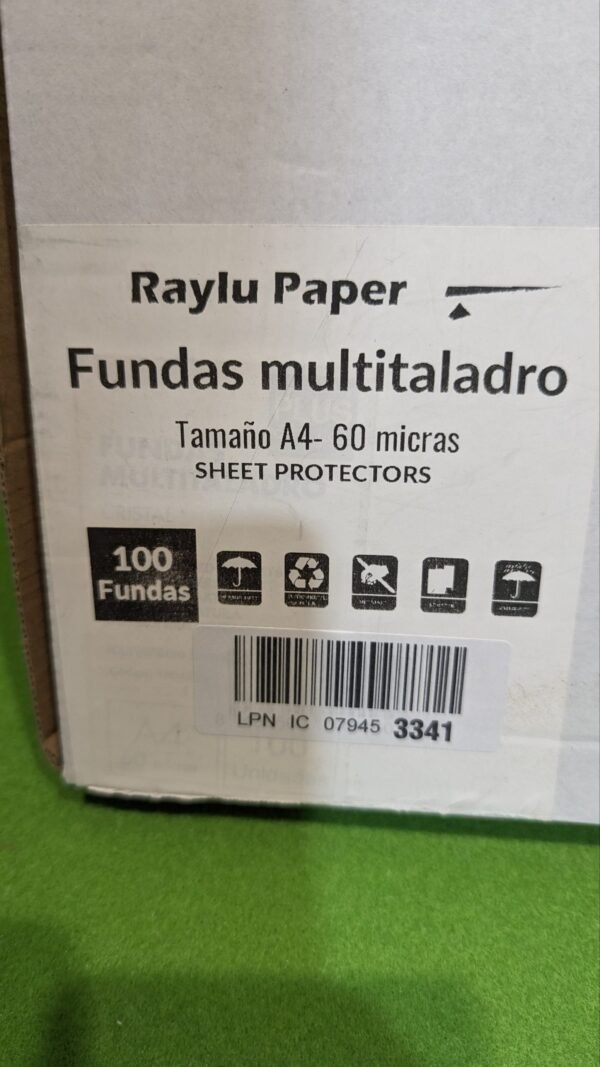 Raylu Paper
Fundas multitaladro
Tamaño A4- 60 micras
SHEET PROTECTORS
100
Fundas
LPN IC 07945 3341